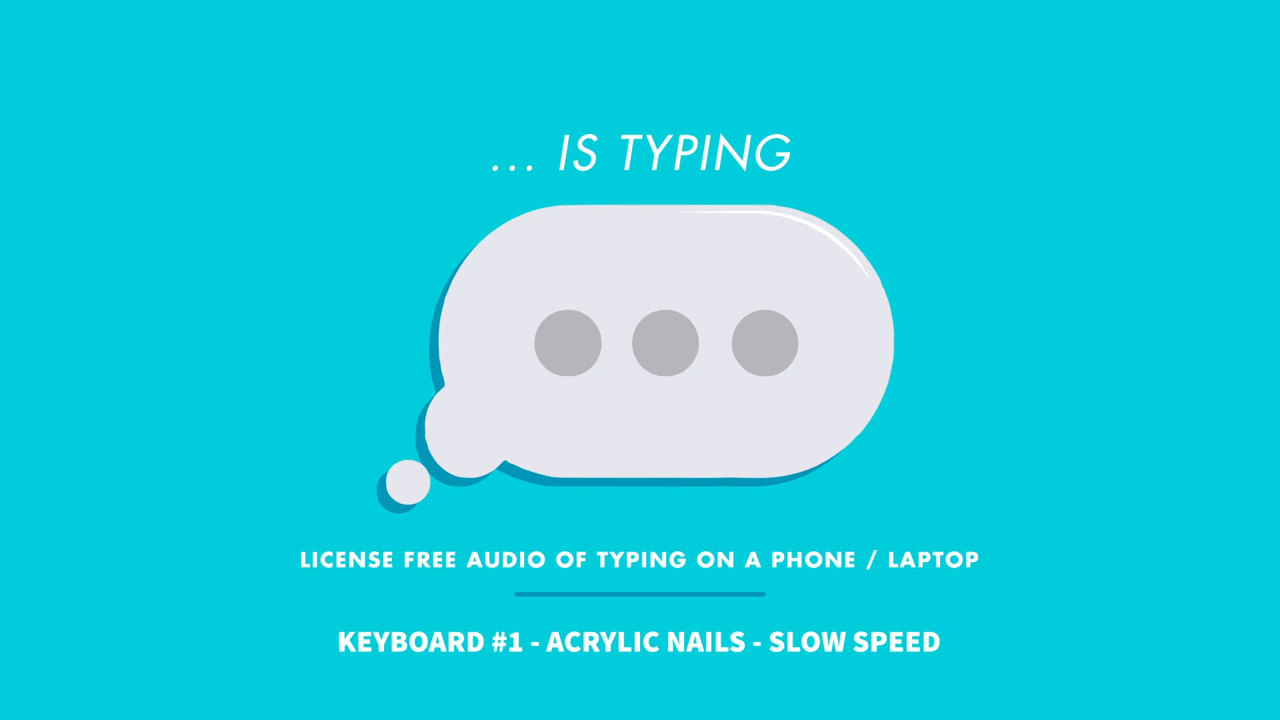 ... IS TYPING
LICENSE FREE AUDIO OF TYPING ON A PHONE / LAPTOP
KEYBOARD #1 - ACRYLIC NAILS - SLOW SPEED